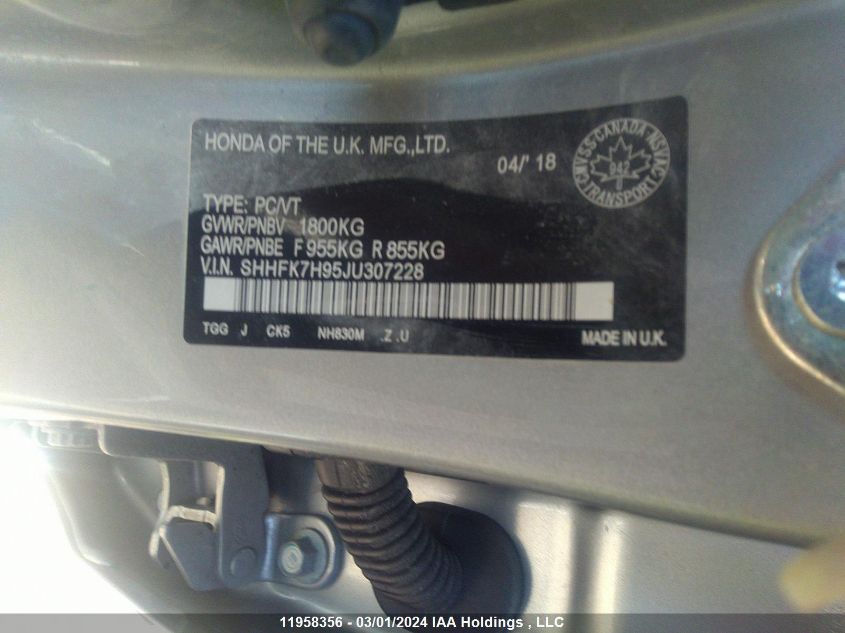 HONDA OF THE U.K. MFG.,LTD.
04/' 18
CMVSS-CANADA-NSVAC
042
TRANSPORT
TYPE: PC/VT
GVWR/PNBV 1800KG
GAWR/PNBE F 955KG R 855KG
V.I.N. SHHFK7H95JU307228
TGG J CK5 NH830M .Z .U
MADE IN U.K.
11958356 - 03/01/2024 IAA Holdings , LLC